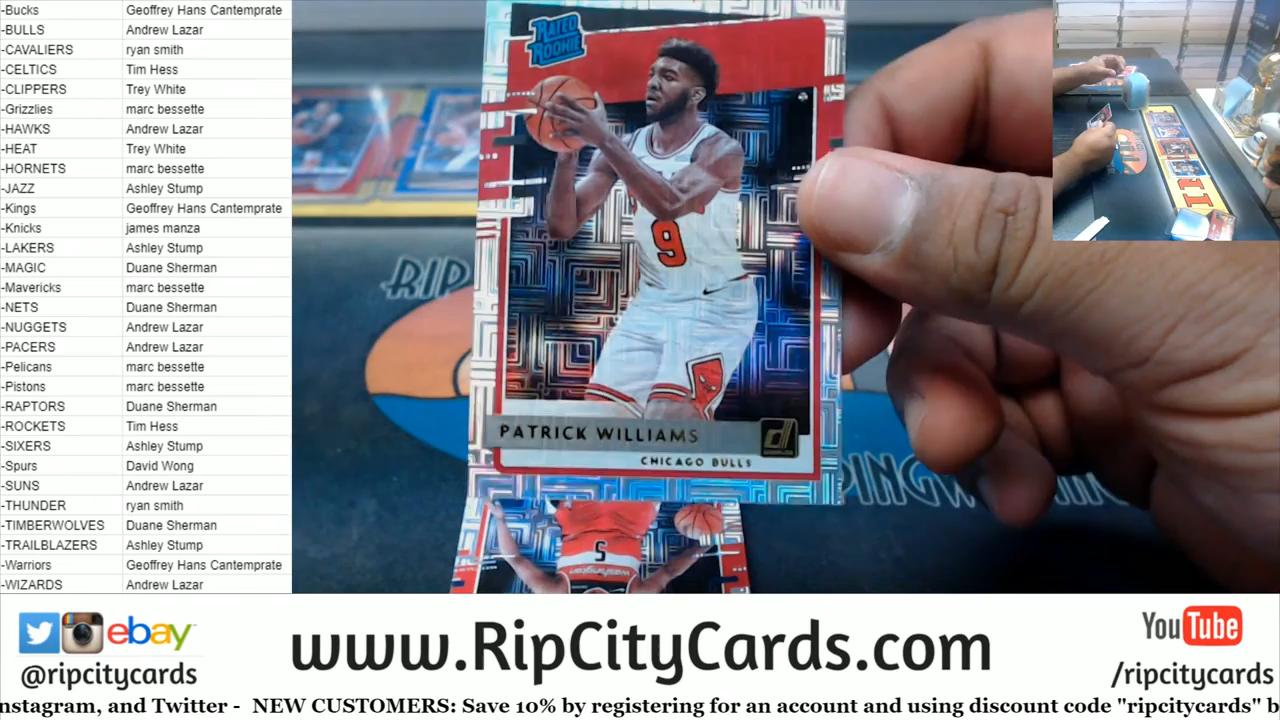 -Bucks Geoffrey Hans Cantemprate
-BULLS Andrew Lazar
-CAVALIERS ryan smith
-CELTICS Tim Hess
-CLIPPERS Trey White
-Grizzlies marc bessette
-HAWKS Andrew Lazar
-HEAT Trey White
-HORNETS marc bessette
-JAZZ Ashley Stump
-Kings Geoffrey Hans Cantemprate
-Knicks james manza
-LAKERS Ashley Stump
-MAGIC Duane Sherman
-Mavericks marc bessette
-NETS Duane Sherman
-NUGGETS Andrew Lazar
-PACERS Andrew Lazar
-Pelicans marc bessette
-Pistons marc bessette
-RAPTORS Duane Sherman
-ROCKETS Tim Hess
-SIXERS Ashley Stump
-Spurs David Wong
-SUNS Andrew Lazar
-THUNDER ryan smith
-TIMBERWOLVES Duane Sherman
-TRAILBLAZERS Ashley Stump
-Warriors Geoffrey Hans Cantemprate
-WIZARDS Andrew Lazar
RATED
ROOKIE
9
PATRICK WILLIAMS
CHICAGO BULLS
RIP
PINGW
5
Washington
ebay
@ripcitycards
www.RipCityCards.com
YouTube
/ripcitycards
nstagram, and Twitter - NEW CUSTOMERS: Save 10% by registering for an account and using discount code "ripcitycards" b